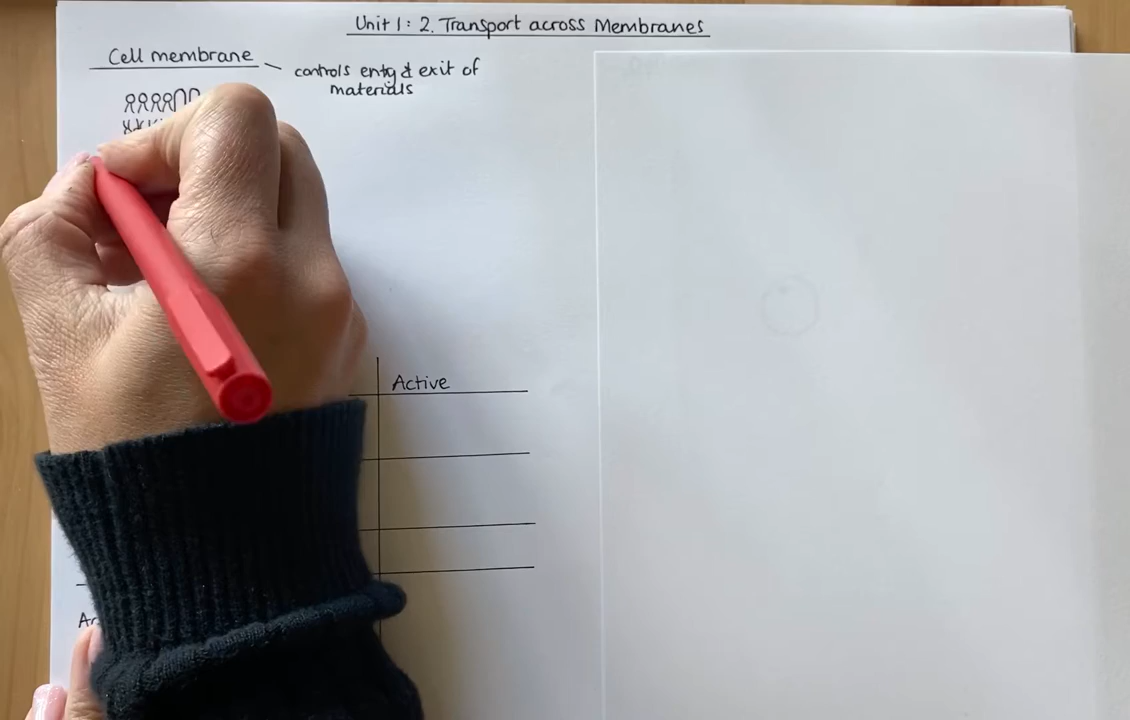 Unit 1: 2. Transport across Membranes
Cell membrane
controls entry & exit of
materials
Active